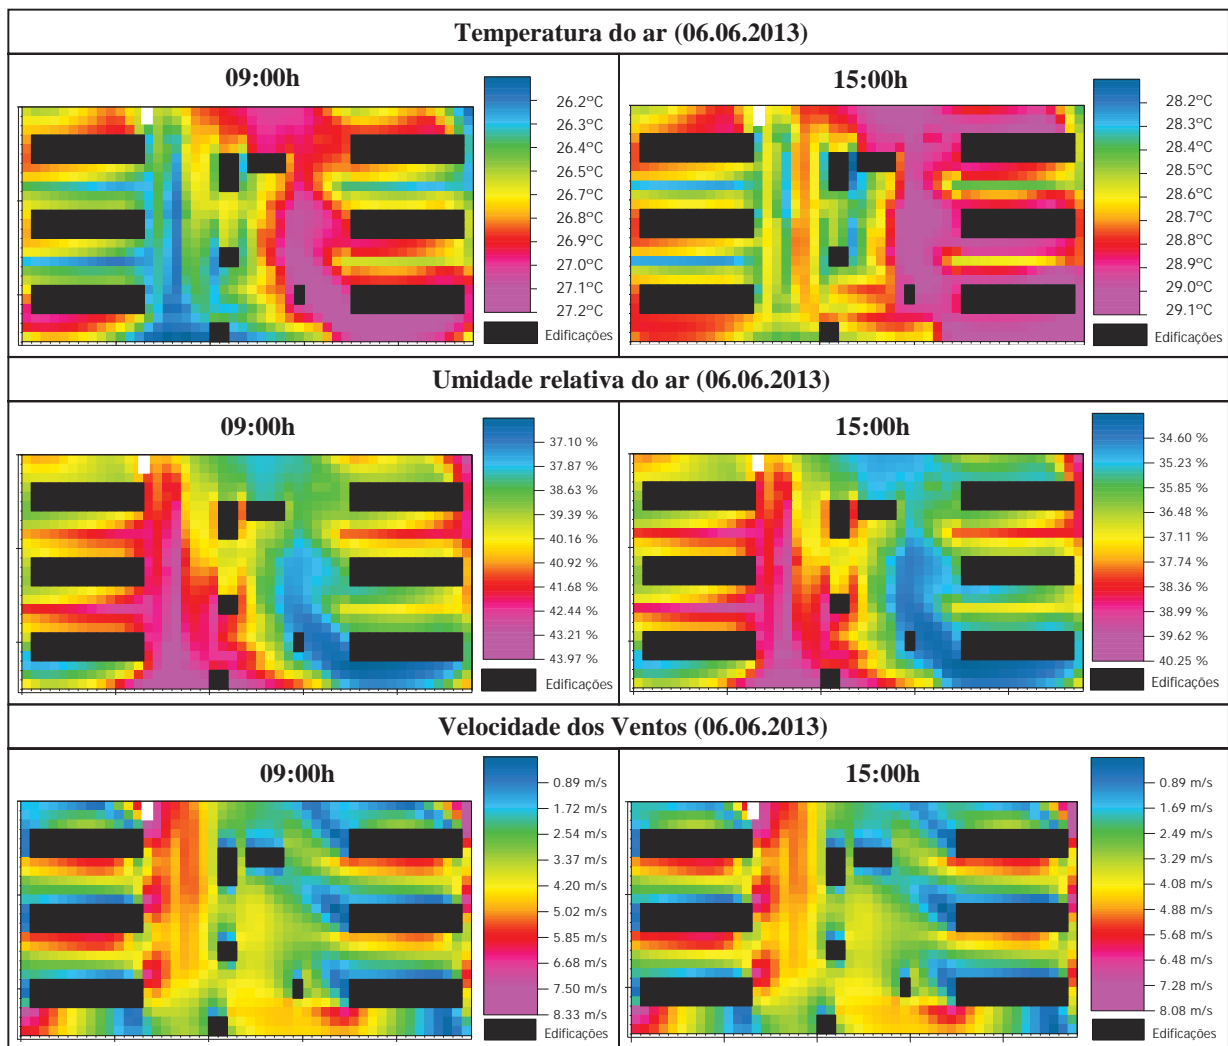 Temperatura do ar (06.06.2013)
09:00h
26.2°C
26.3°C
26.4°C
26.5°C
26.7°C
26.8°C
26.9°C
27.0°C
27.1°C
27.2°C
Edificações
15:00h
28.2°C
28.3°C
28.4°C
28.6°C
28.7°C
28.8°C
28.9°C
29.0°C
29.1°C
Edificações
Umidade relativa do ar (06.06.2013)
09:00h
37.10 %
37.87 %
38.63 %
39.39 %
40.16 %
40.92 %
41.68 %
42.44 %
43.21 %
43.97 %
Edificações
15:00h
34.60 %
35.23 %
35.85 %
36.48 %
37.11 %
37.74 %
38.36 %
38.99 %
39.62 %
40.25 %
Edificações
Velocidade dos Ventos (06.06.2013)
09:00h
0.89 m/s
1.72 m/s
2.54 m/s
3.37 m/s
4.20 m/s
5.02 m/s
5.85 m/s
6.68 m/s
7.50 m/s
8.33 m/s
Edificações
15:00h
0.89 m/s
1.69 m/s
2.49 m/s
3.29 m/s
4.08 m/s
4.88 m/s
5.68 m/s
6.48 m/s
7.28 m/s
8.08 m/s
Edificações